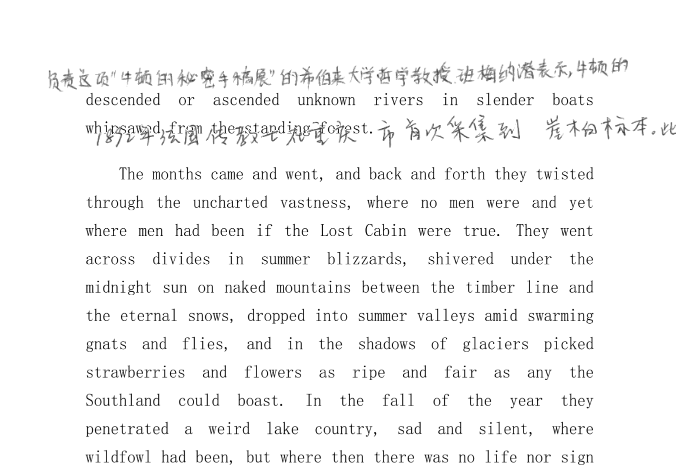 负责这项“牛顿的秘密手稿展”的希伯来大学哲学教授班梅纳潜表示,牛顿的
descended or ascended unknown rivers in slender boats
whipsawed from the standing forest.
1892年法国传教士在重庆市首次采集到崖柏标本。此
The months came and went, and back and forth they twisted
through the uncharted vastness, where no men were and yet
where men had been if the Lost Cabin were true. They went
across divides in summer blizzards, shivered under the
midnight sun on naked mountains between the timber line and
the eternal snows, dropped into summer valleys amid swarming
gnats and flies, and in the shadows of glaciers picked
strawberries and flowers as ripe and fair as any the
Southland could boast. In the fall of the year they
penetrated a weird lake country, sad and silent, where
wildfowl had been, but where then there was no life nor sign